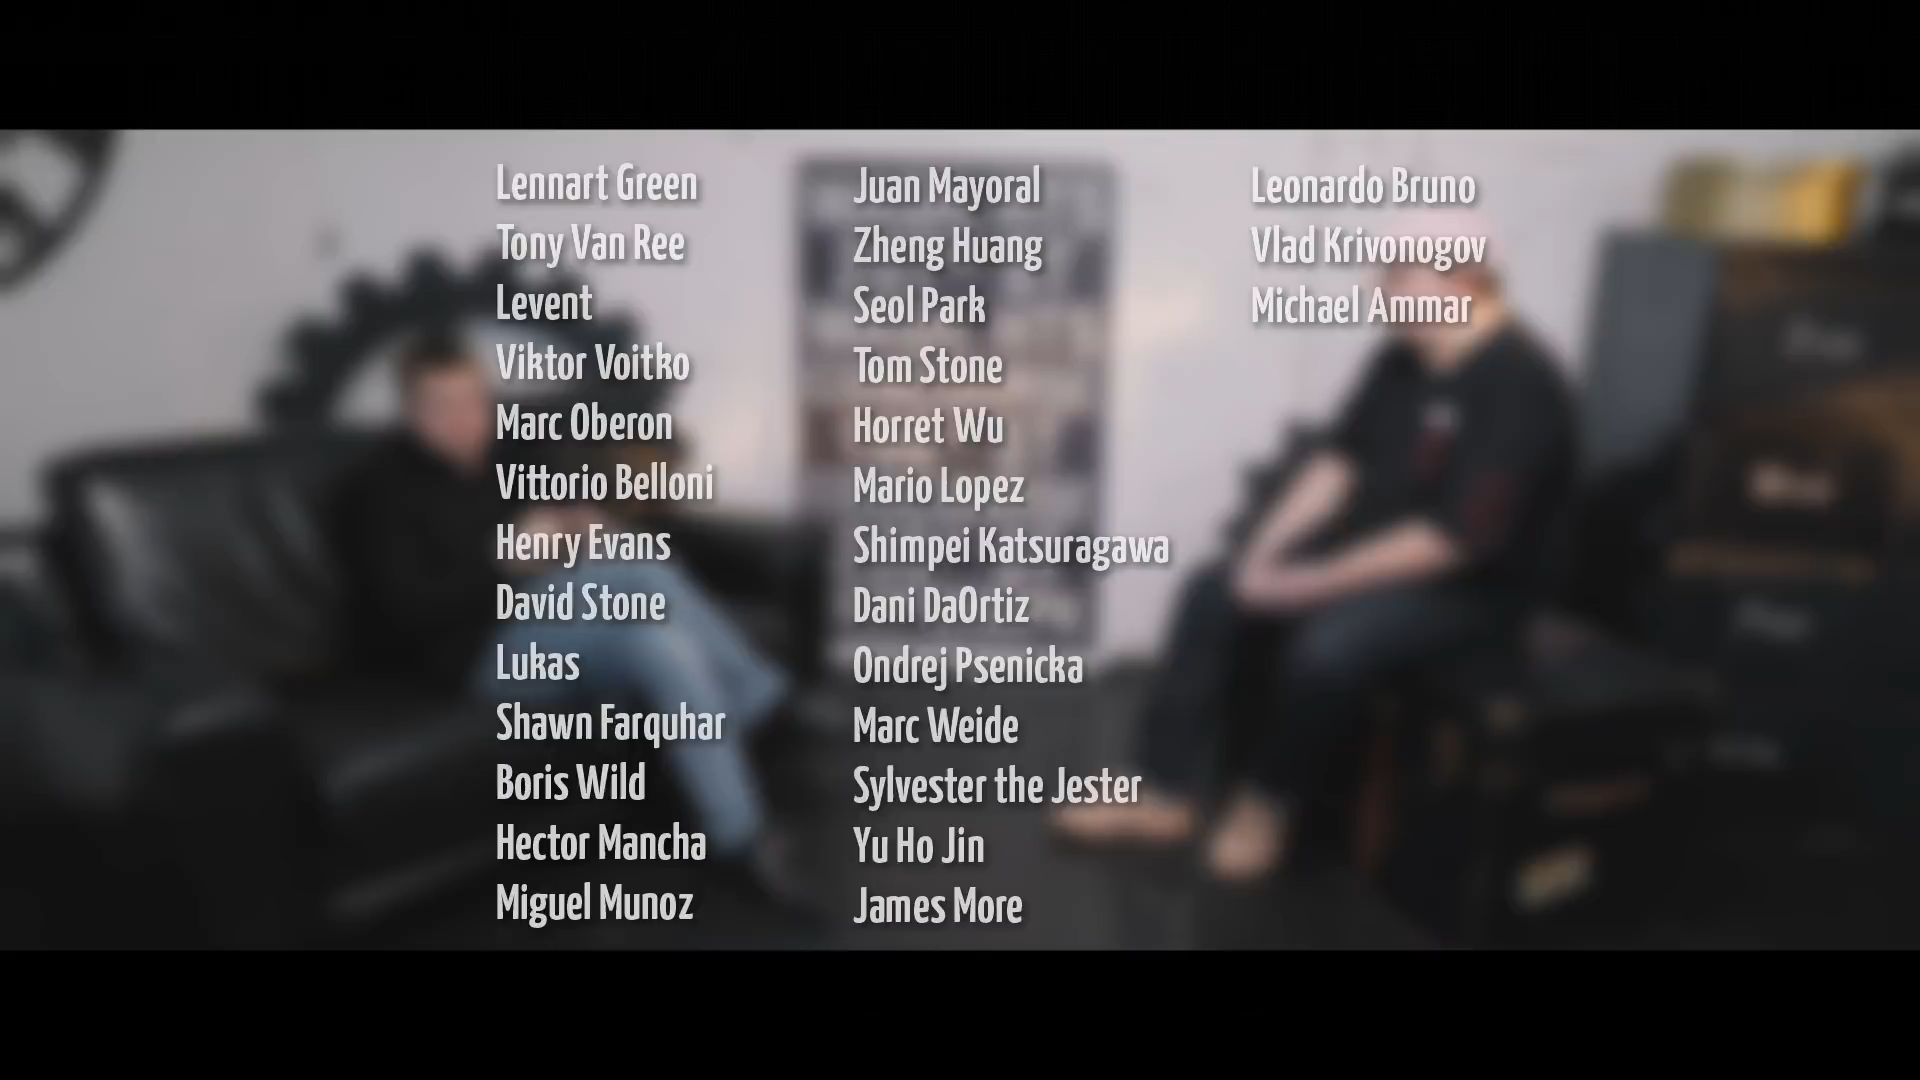 Lennart Green
Tony Van Ree
Levent
Viktor Voitko
Marc Oberon
Vittorio Belloni
Henry Evans
David Stone
Lukas
Shawn Farquhar
Boris Wild
Hector Mancha
Miguel Munoz
Juan Mayoral
Zheng Huang
Seol Park
Tom Stone
Horret Wu
Mario Lopez
Shimpei Katsuragawa
Dani DaOrtiz
Ondrej Psenicka
Marc Weide
Sylvester the Jester
Yu Ho Jin
James More
Leonardo Bruno
Vlad Krivonogov
Michael Ammar